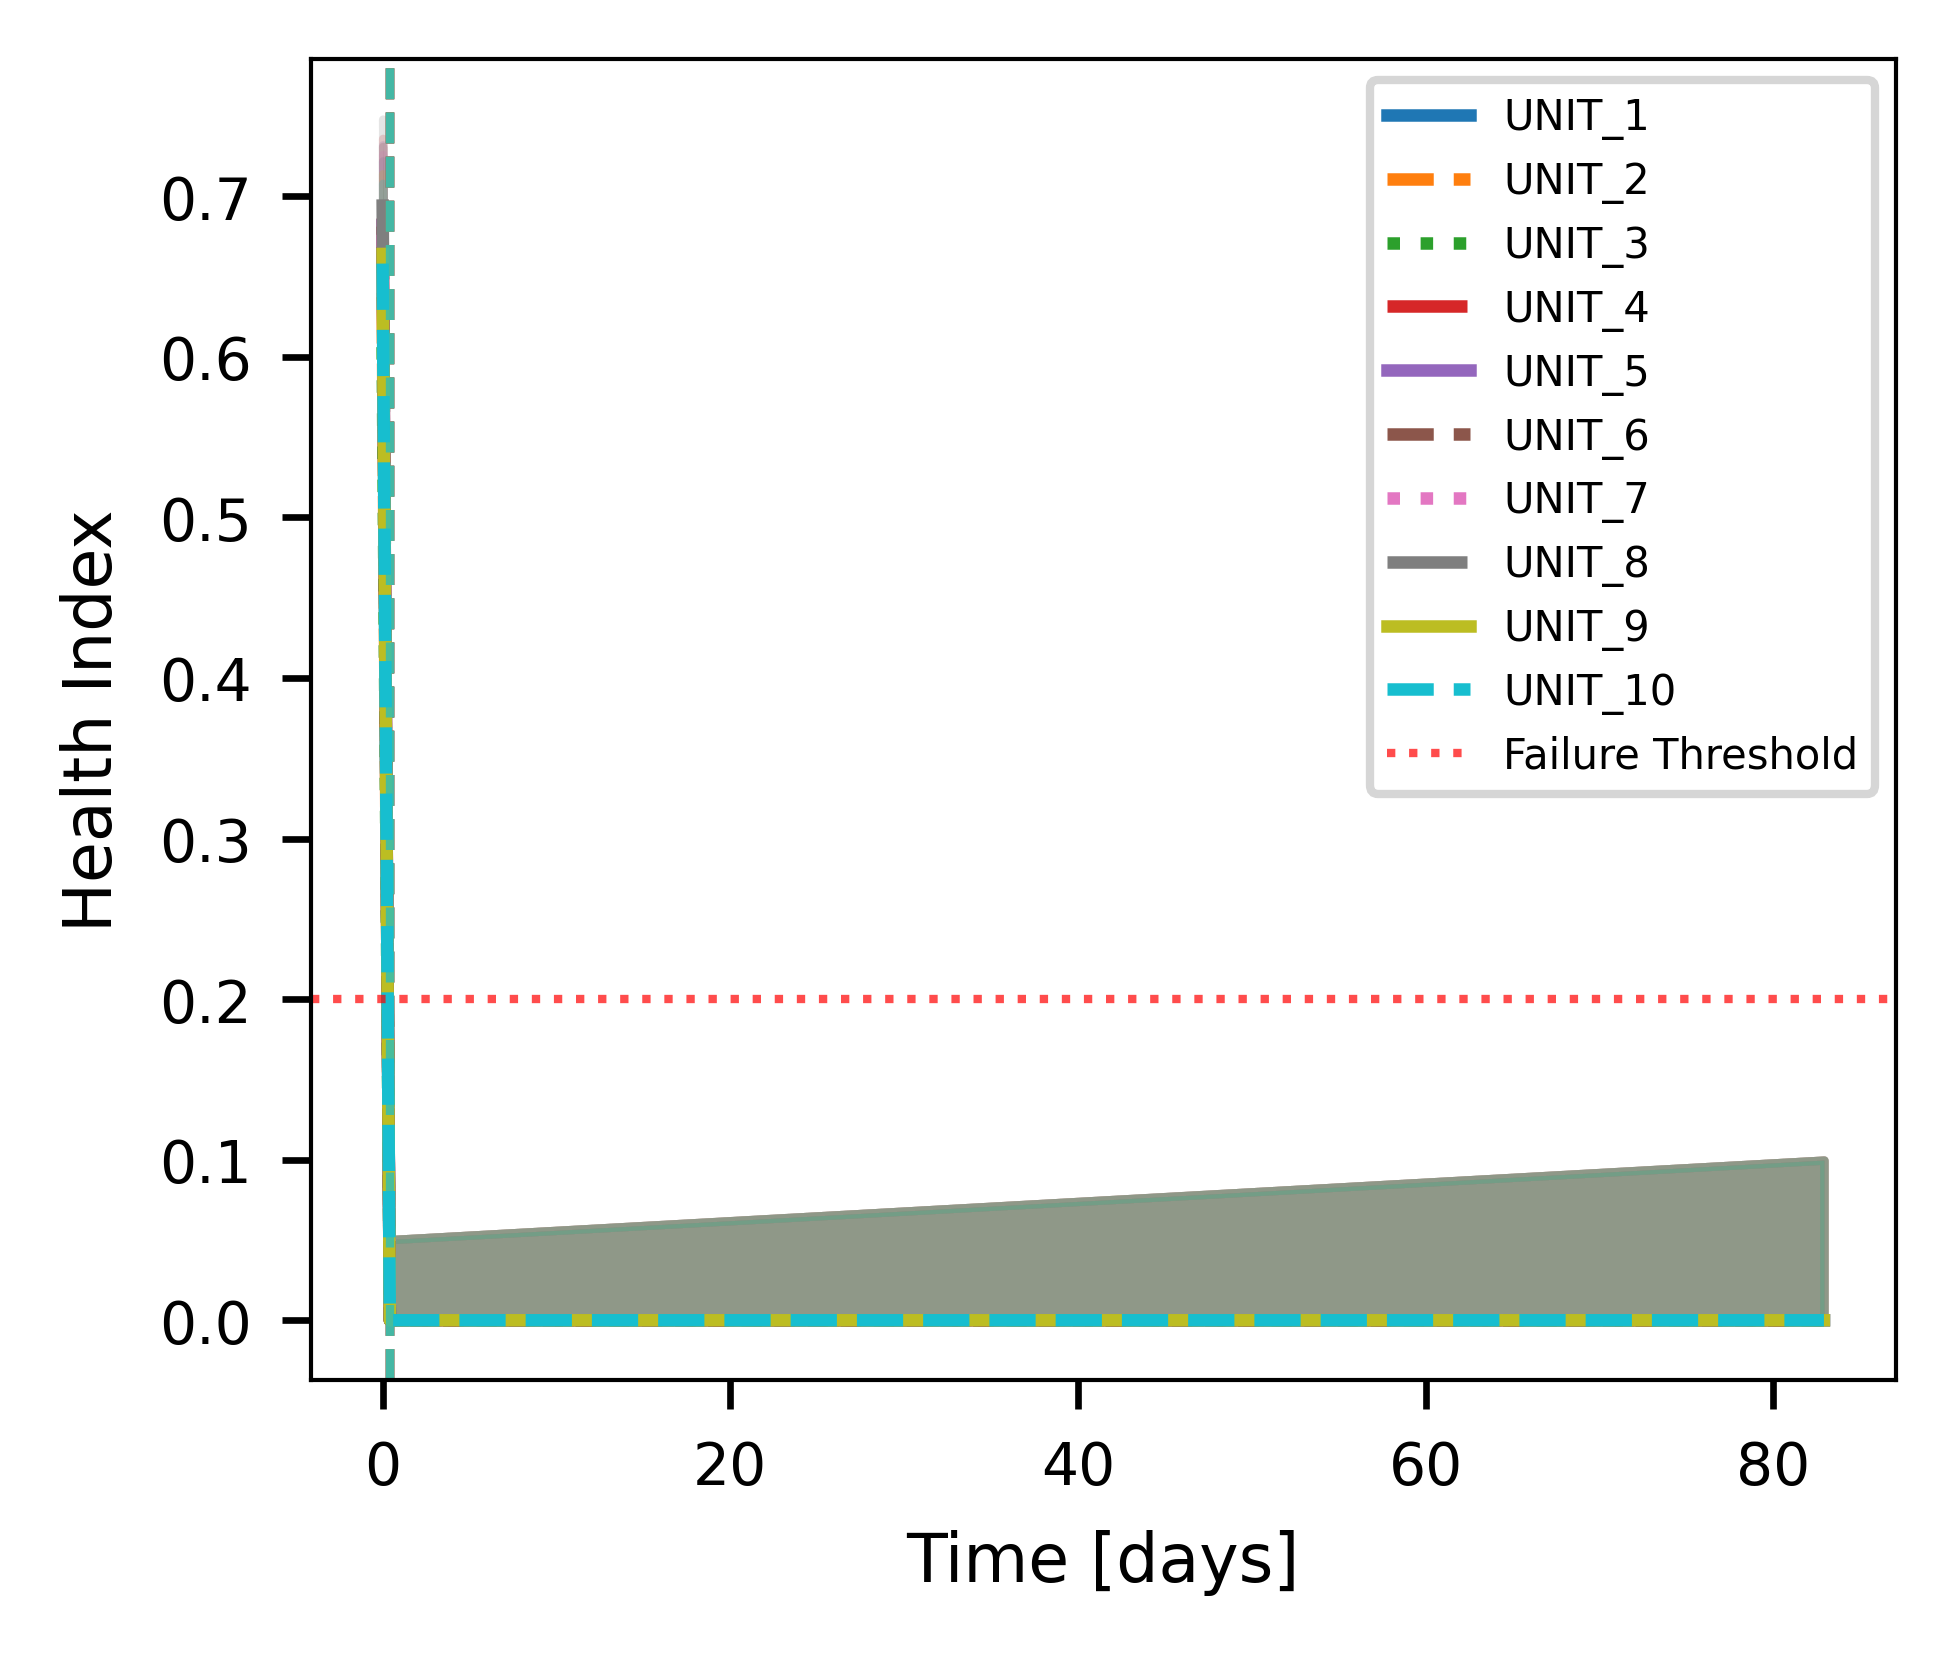 Health Index
0.7
0.6
0.5
0.4
0.3
0.2
0.1
0.0
UNIT_1
UNIT_2
UNIT_3
UNIT_4
UNIT_5
UNIT_6
UNIT_7
UNIT_8
UNIT_9
UNIT_10
Failure Threshold
0 20 40 60 80
Time [days]